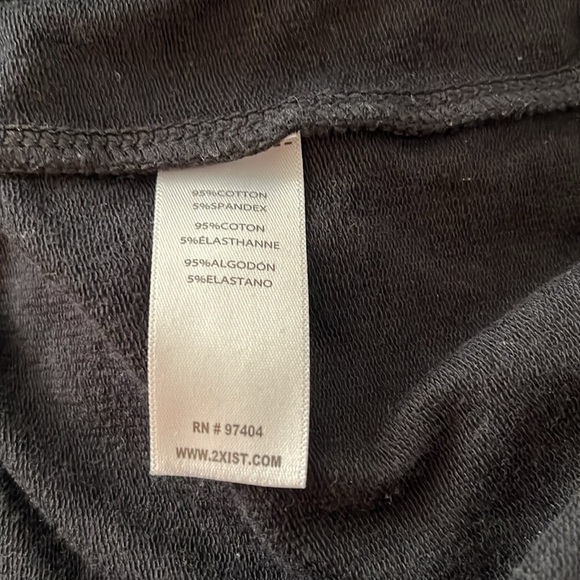 95%COTTON
5%SPANDEX
95%COTON
5%ÉLASTHANNE
95%ALGODÓN
5%ELASTANO
RN # 97404
WWW.2XIST.COM